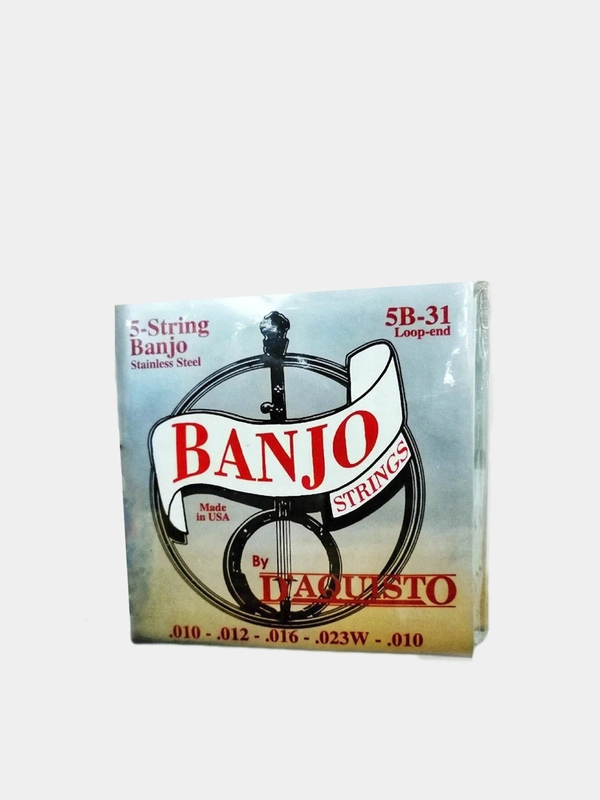 5-String
Banjo
Stainless Steel
5B-31
Loop-end
BANJO
STRINGS
Made
in USA
By
D'AQUISTO
.010 - .012 - .016 - .023W - .010